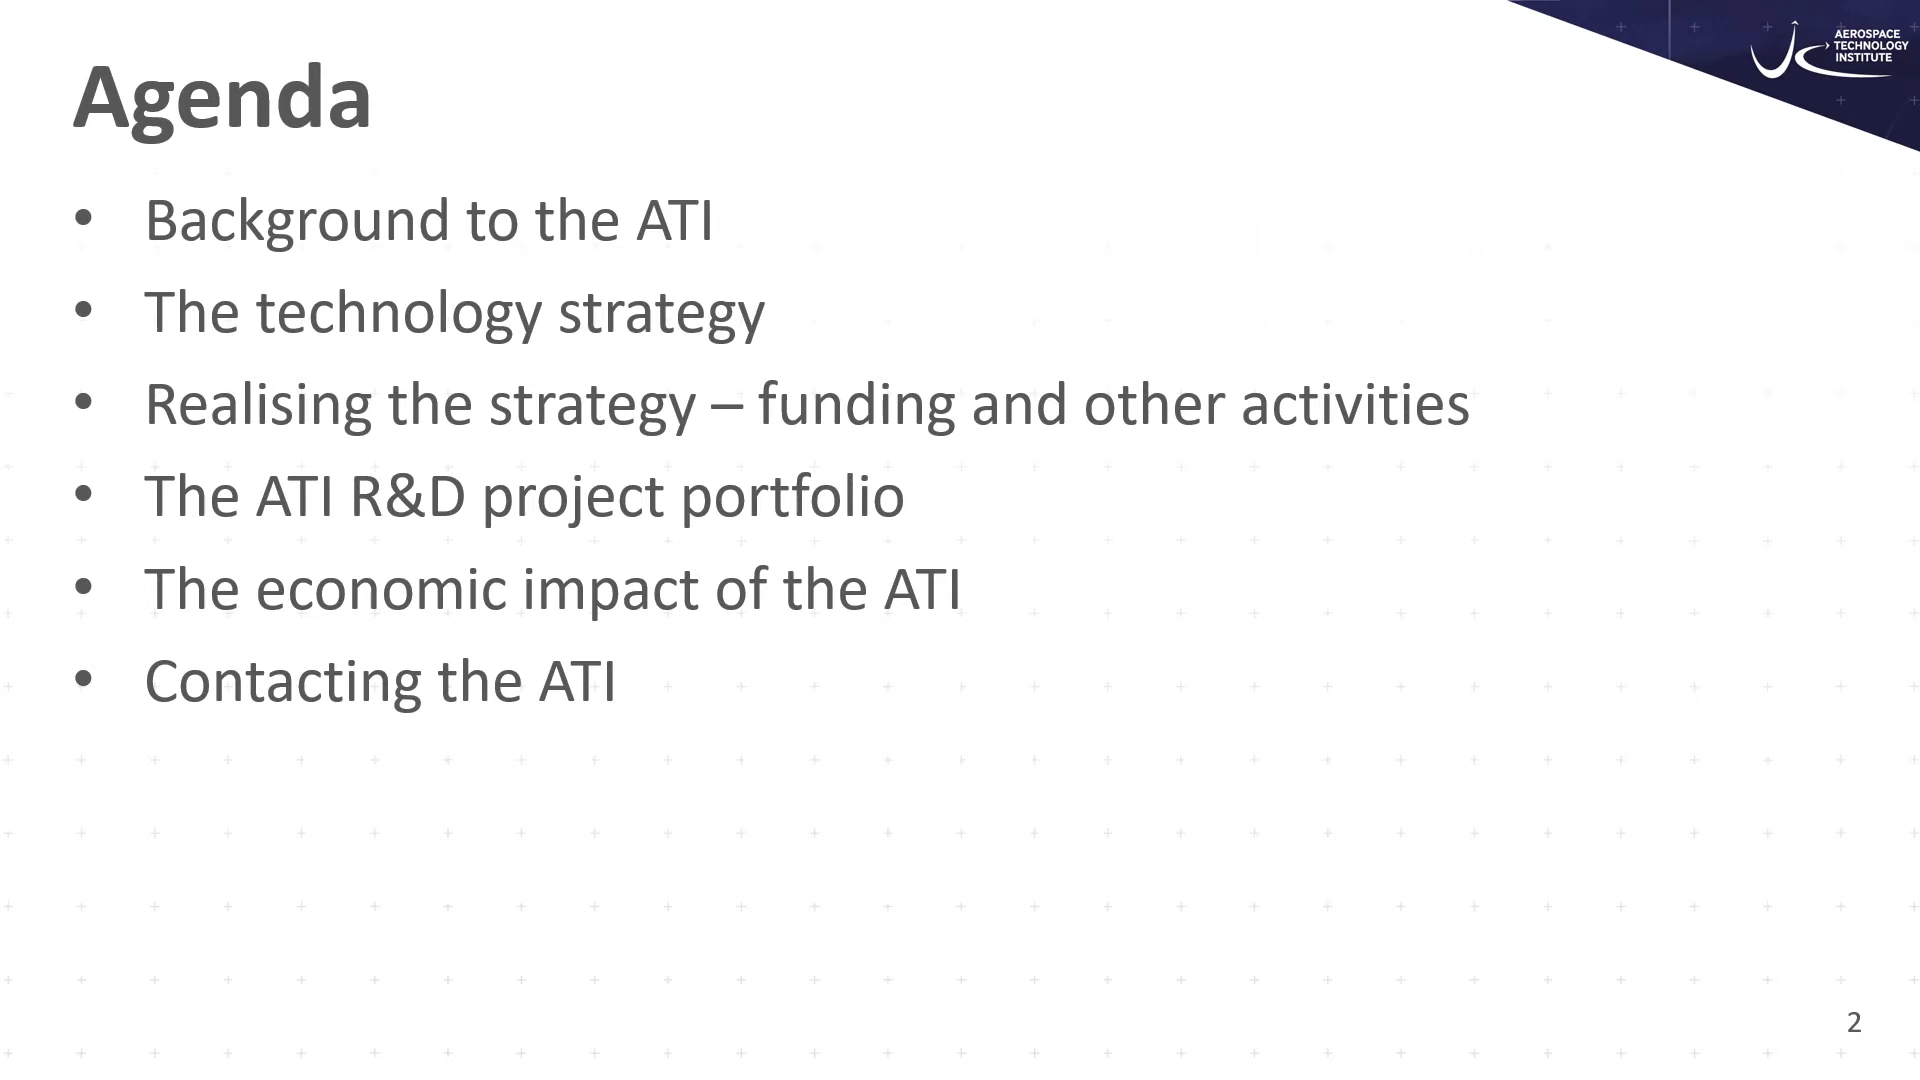 AEROSPACE
TECHNOLOGY
INSTITUTE
Agenda
• Background to the ATI
• The technology strategy
• Realising the strategy – funding and other activities
• The ATI R&D project portfolio
• The economic impact of the ATI
• Contacting the ATI
2